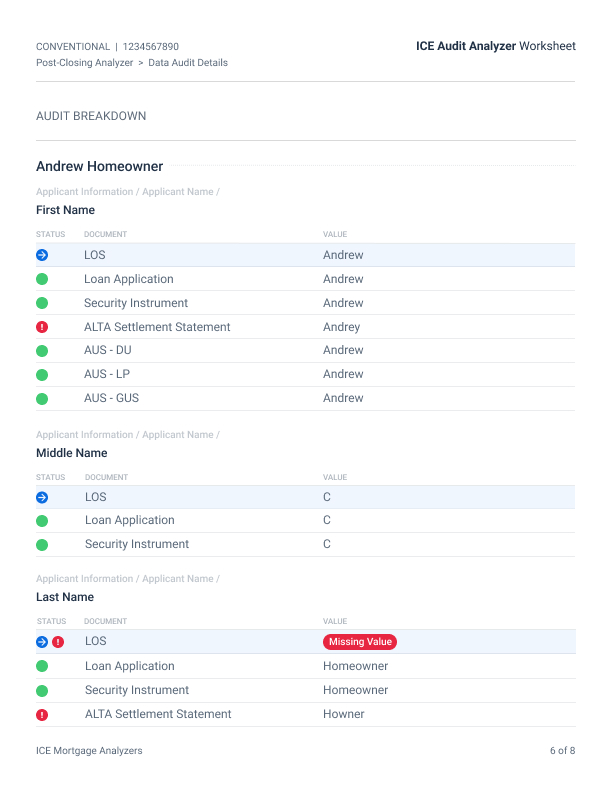 CONVENTIONAL | 1234567890
ICE Audit Analyzer Worksheet
Post-Closing Analyzer > Data Audit Details
AUDIT BREAKDOWN
Andrew Homeowner
Applicant Information / Applicant Name /
First Name
STATUS DOCUMENT VALUE
LOS Andrew
Loan Application Andrew
Security Instrument Andrew
ALTA Settlement Statement Andrey
AUS - DU Andrew
AUS - LP Andrew
AUS - GUS Andrew
Applicant Information / Applicant Name /
Middle Name
STATUS DOCUMENT VALUE
LOS C
Loan Application C
Security Instrument C
Applicant Information / Applicant Name /
Last Name
STATUS DOCUMENT VALUE
LOS Missing Value
Loan Application Homeowner
Security Instrument Homeowner
ALTA Settlement Statement Howner
ICE Mortgage Analyzers 6 of 8